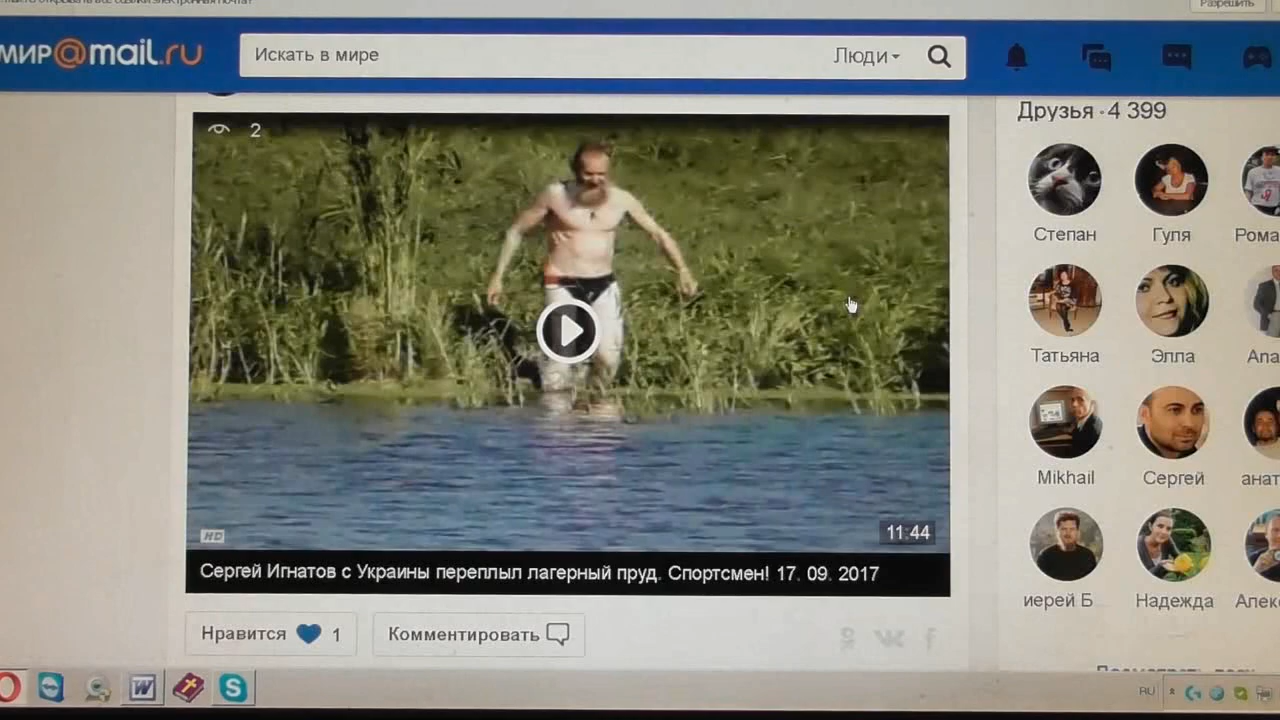 Разрешить
мир@mail.ru
Искать в мире
Люди
Друзья · 4 399
2
Степан
Гуля
Рома
Татьяна
Элла
Ana
Mikhail
Сергей
анат
HD
11:44
Сергей Игнатов с Украины переплыл лагерный пруд. Спортсмен! 17. 09. 2017
иерей Б
Надежда
Алекс
Нравится 1
Комментировать
RU